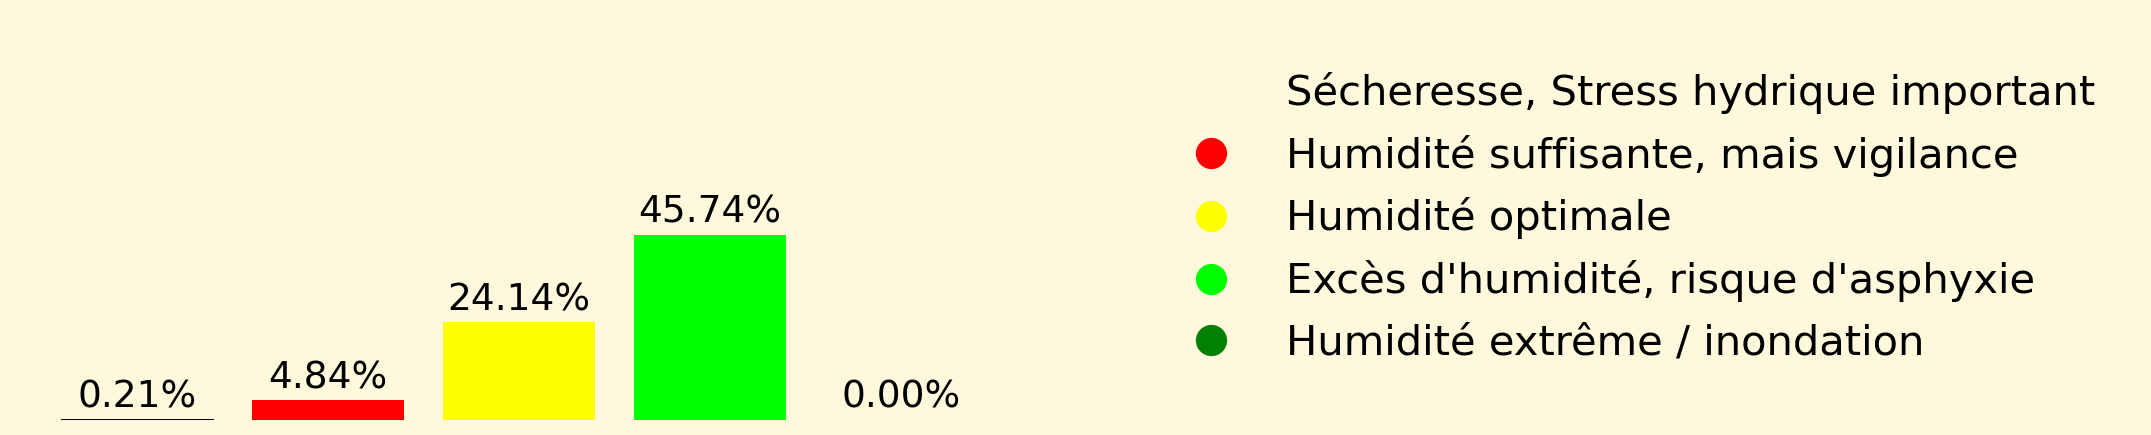 0.21%
4.84%
24.14%
45.74%
0.00%
Sécheresse, Stress hydrique important
Humidité suffisante, mais vigilance
Humidité optimale
Excès d'humidité, risque d'asphyxie
Humidité extrême / inondation